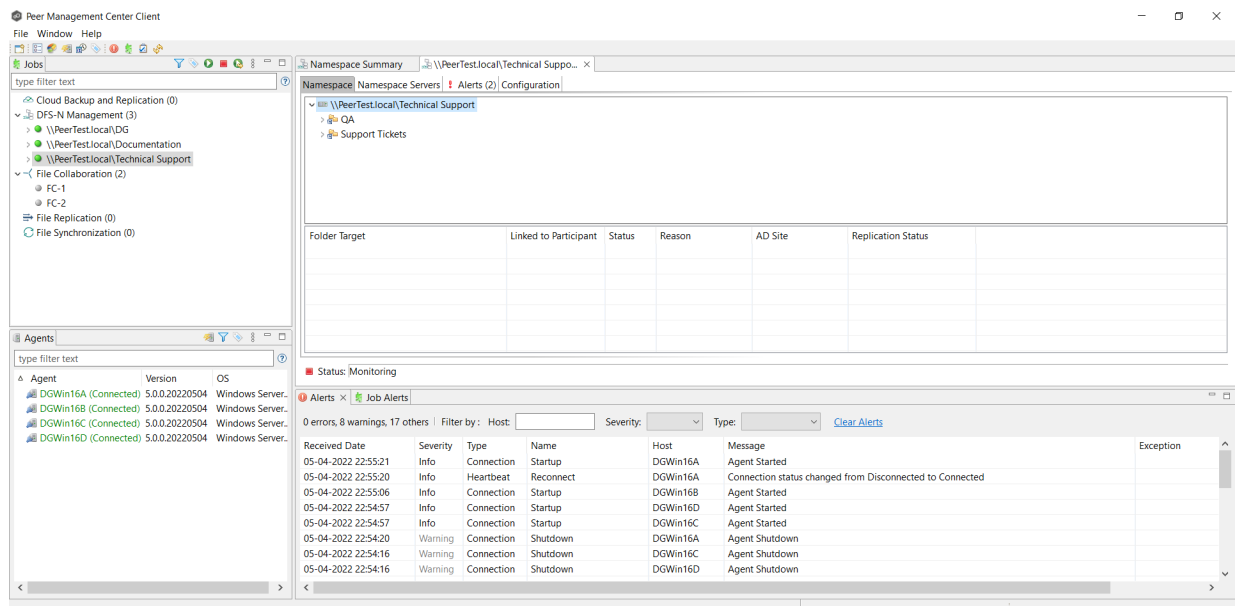 Peer Management Center Client
File Window Help
Jobs
type filter text
Cloud Backup and Replication (0)
DFS-N Management (3)
\\PeerTest.local\DG
\\PeerTest.local\Documentation
\\PeerTest.local\Technical Support
File Collaboration (2)
FC-1
FC-2
File Replication (0)
File Synchronization (0)
Agents
type filter text
Agent Version OS
DGWin16A (Connected) 5.0.0.20220504 Windows Server...
DGWin16B (Connected) 5.0.0.20220504 Windows Server...
DGWin16C (Connected) 5.0.0.20220504 Windows Server...
DGWin16D (Connected) 5.0.0.20220504 Windows Server...
Namespace Summary \\PeerTest.local\Technical Suppo...
Namespace Namespace Servers Alerts (2) Configuration
\\PeerTest.local\Technical Support
QA
Support Tickets
Folder Target Linked to Participant Status Reason AD Site Replication Status
Status: Monitoring
Alerts Job Alerts
0 errors, 8 warnings, 17 others Filter by : Host: Severity: Type: Clear Alerts
Received Date Severity Type Name Host Message Exception
05-04-2022 22:55:21 Info Connection Startup DGWin16A Agent Started
05-04-2022 22:55:20 Info Heartbeat Reconnect DGWin16A Connection status changed from Disconnected to Connected
05-04-2022 22:55:06 Info Connection Startup DGWin16B Agent Started
05-04-2022 22:54:57 Info Connection Startup DGWin16D Agent Started
05-04-2022 22:54:57 Info Connection Startup DGWin16C Agent Started
05-04-2022 22:54:20 Warning Connection Shutdown DGWin16A Agent Shutdown
05-04-2022 22:54:16 Warning Connection Shutdown DGWin16C Agent Shutdown
05-04-2022 22:54:16 Warning Connection Shutdown DGWin16D Agent Shutdown